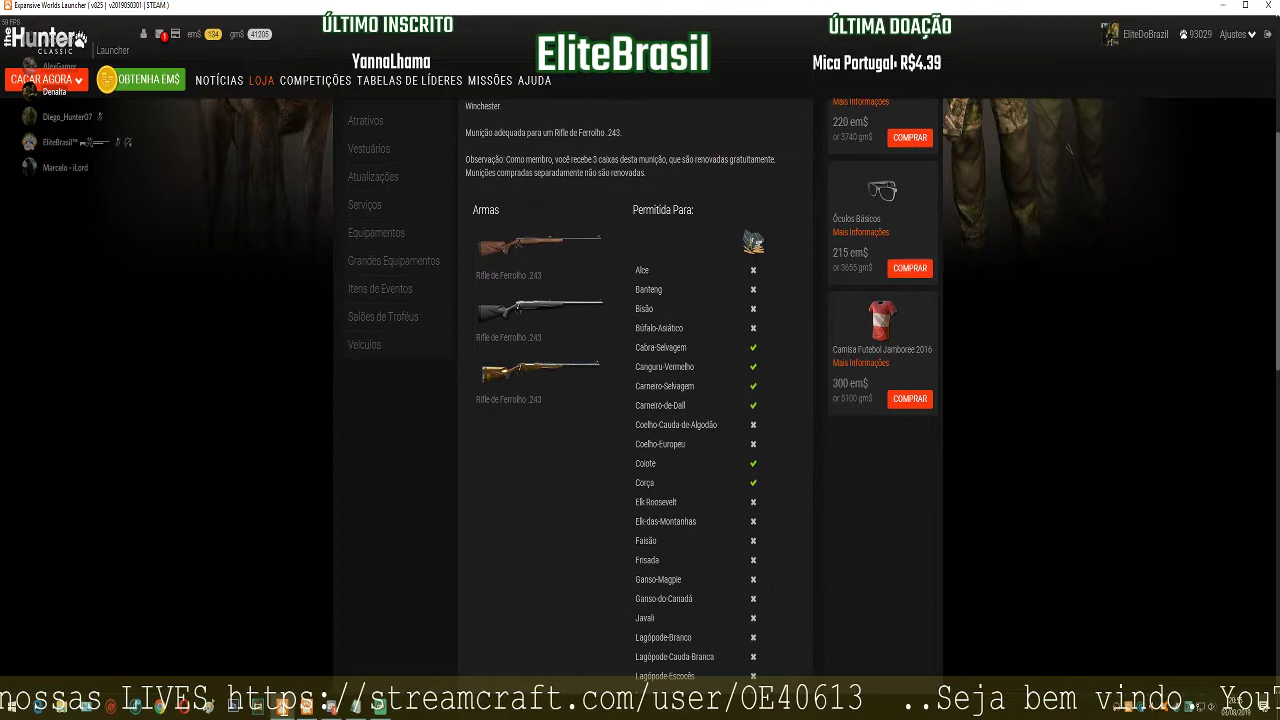 Expansive Worlds Launcher ( v825 | v2019050301 | STEAM )
59 FPS
ÚLTIMO INSCRITO
ÚLTIMA DOAÇÃO
theHunter CLASSIC
Launcher
1
em$ 134
gm$ 41205
EliteBrasil
EliteDoBrazil
93029
Ajustes
YannaLhama
Mica Portugal: R$4.39
AlexGamer
CAÇAR AGORA
OBTENHA EM$
NOTÍCIAS LOJA COMPETIÇÕES TABELAS DE LÍDERES MISSÕES AJUDA
Denalta
Diego_Hunter07
EliteBrasil™
Marcelo - iLord
Atrativos
Vestuários
Atualizações
Serviços
Equipamentos
Grandes Equipamentos
Itens de Eventos
Salões de Troféus
Veículos
Winchester
Munição adequada para um Rifle de Ferrolho .243.
Observação: Como membro, você recebe 3 caixas desta munição, que são renovadas gratuitamente.
Munições compradas separadamente não são renovadas.
Armas
Rifle de Ferrolho .243
Rifle de Ferrolho .243
Rifle de Ferrolho .243
Permitida Para:
Alce
Banteng
Bisão
Búfalo-Asiático
Cabra-Selvagem
Canguru-Vermelho
Carneiro-Selvagem
Carneiro-de-Dall
Coelho-Cauda-de-Algodão
Coelho-Europeu
Coiote
Corça
Elk Roosevelt
Elk-das-Montanhas
Faisão
Frisada
Ganso-Magpie
Ganso-do-Canadá
Javali
Lagópode-Branco
Lagópode-Cauda-Branca
Lagópode-Escocês
Mais Informações
220 em$
or 3740 gm$
COMPRAR
Óculos Básicos
Mais Informações
215 em$
or 3655 gm$
COMPRAR
Camisa Futebol Jamboree 2016
Mais Informações
300 em$
or 5100 gm$
COMPRAR
nossas LIVES https://streamcraft.com/user/OE40613 ..Seja bem vindo. You